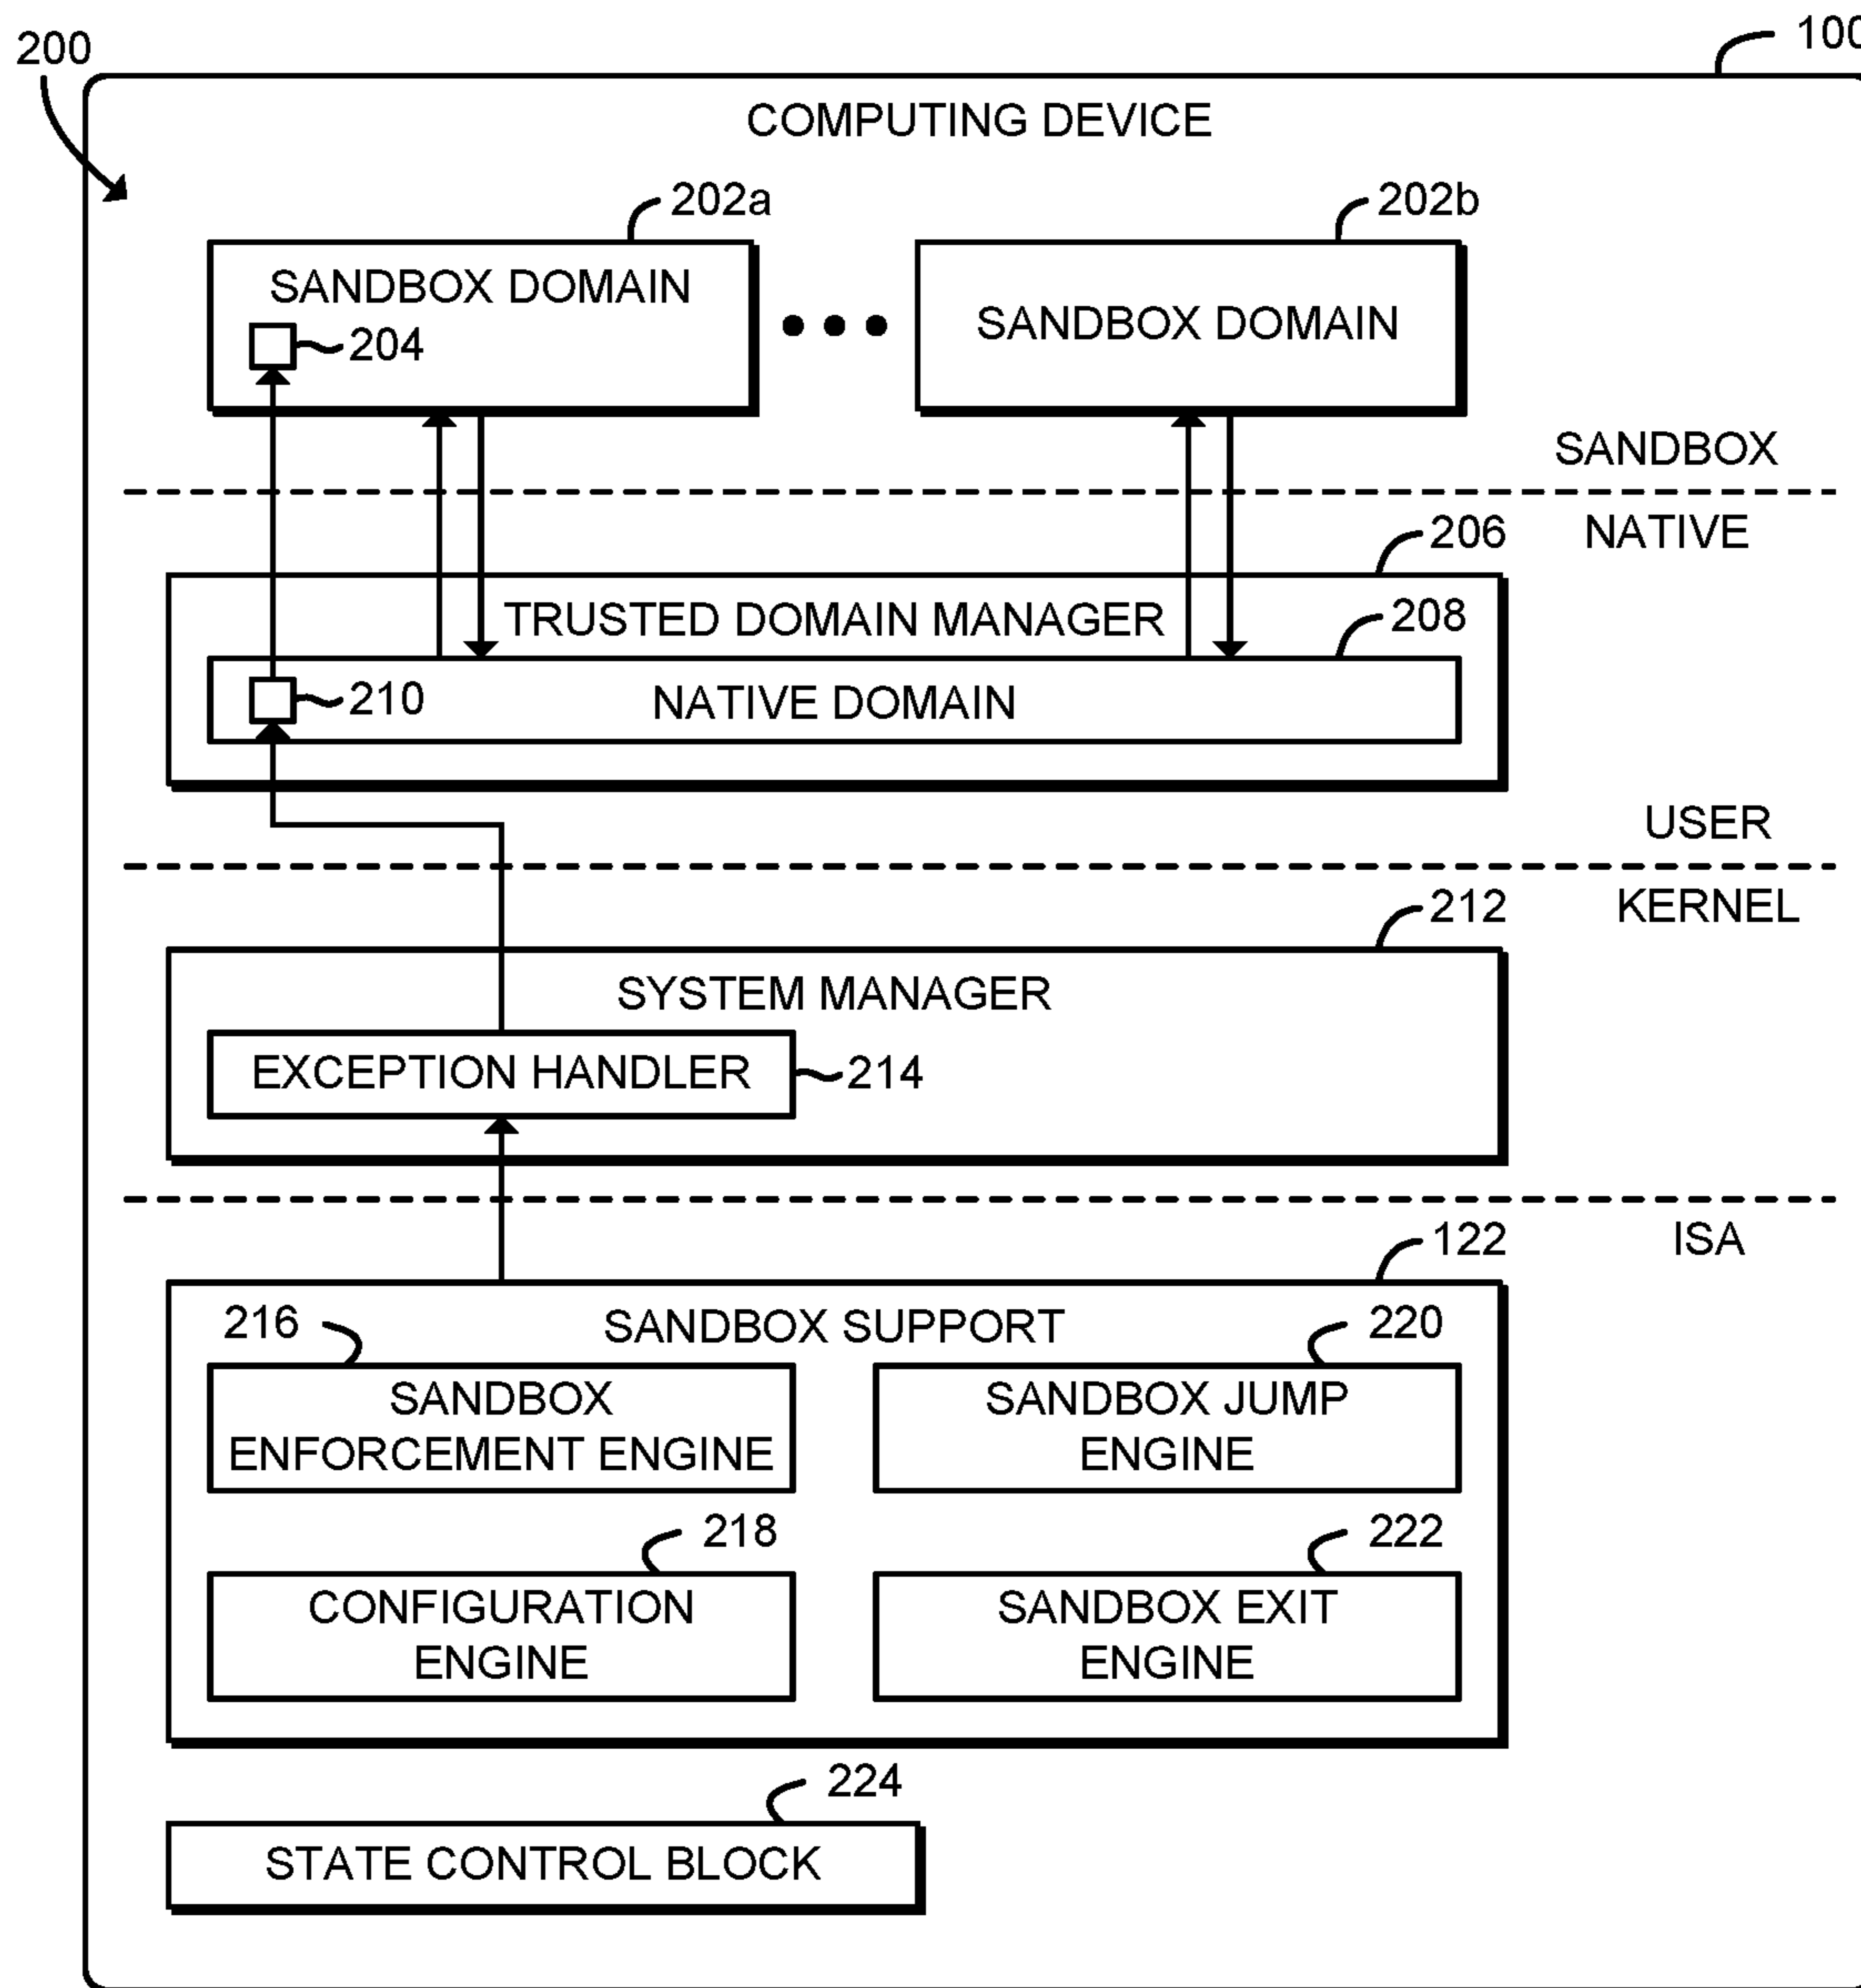 200
100
COMPUTING DEVICE
202a
202b
SANDBOX DOMAIN
204
SANDBOX DOMAIN
SANDBOX
NATIVE
206
TRUSTED DOMAIN MANAGER
208
210
NATIVE DOMAIN
USER
KERNEL
212
SYSTEM MANAGER
EXCEPTION HANDLER
214
ISA
122
SANDBOX SUPPORT
216
220
SANDBOX
ENFORCEMENT ENGINE
SANDBOX JUMP
ENGINE
218
222
CONFIGURATION
ENGINE
SANDBOX EXIT
ENGINE
224
STATE CONTROL BLOCK